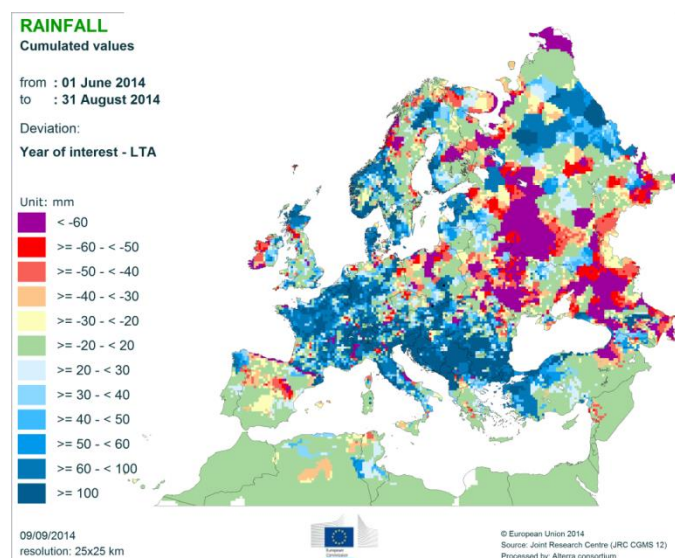 RAINFALL
Cumulated values
from : 01 June 2014
to : 31 August 2014
Deviation:
Year of interest - LTA
Unit: mm
< -60
>= -60 - < -50
>= -50 - < -40
>= -40 - < -30
>= -30 - < -20
>= -20 - < 20
>= 20 - < 30
>= 30 - < 40
>= 40 - < 50
>= 50 - < 60
>= 60 - < 100
>= 100
09/09/2014
resolution: 25x25 km
European
Commission
© European Union 2014
Source: Joint Research Centre (JRC CGMS 12)
Processed by: Alterra consortium